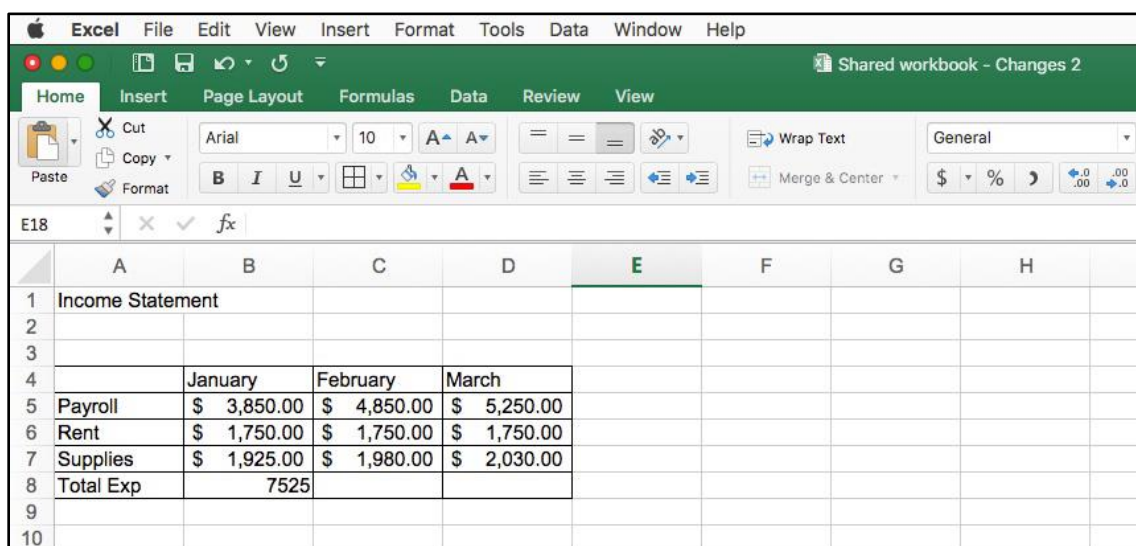 Excel File Edit View Insert Format Tools Data Window Help
Shared workbook - Changes 2
Home Insert Page Layout Formulas Data Review View
Paste
Cut
Copy
Format
Arial 10 A A
B I U A
Wrap Text
Merge & Center
General
$ % ) .0 .00 .00 .0
E18 fx
A B C D E F G H
1 Income Statement
2
3
4 January February March
5 Payroll $ 3,850.00 $ 4,850.00 $ 5,250.00
6 Rent $ 1,750.00 $ 1,750.00 $ 1,750.00
7 Supplies $ 1,925.00 $ 1,980.00 $ 2,030.00
8 Total Exp 7525
9
10